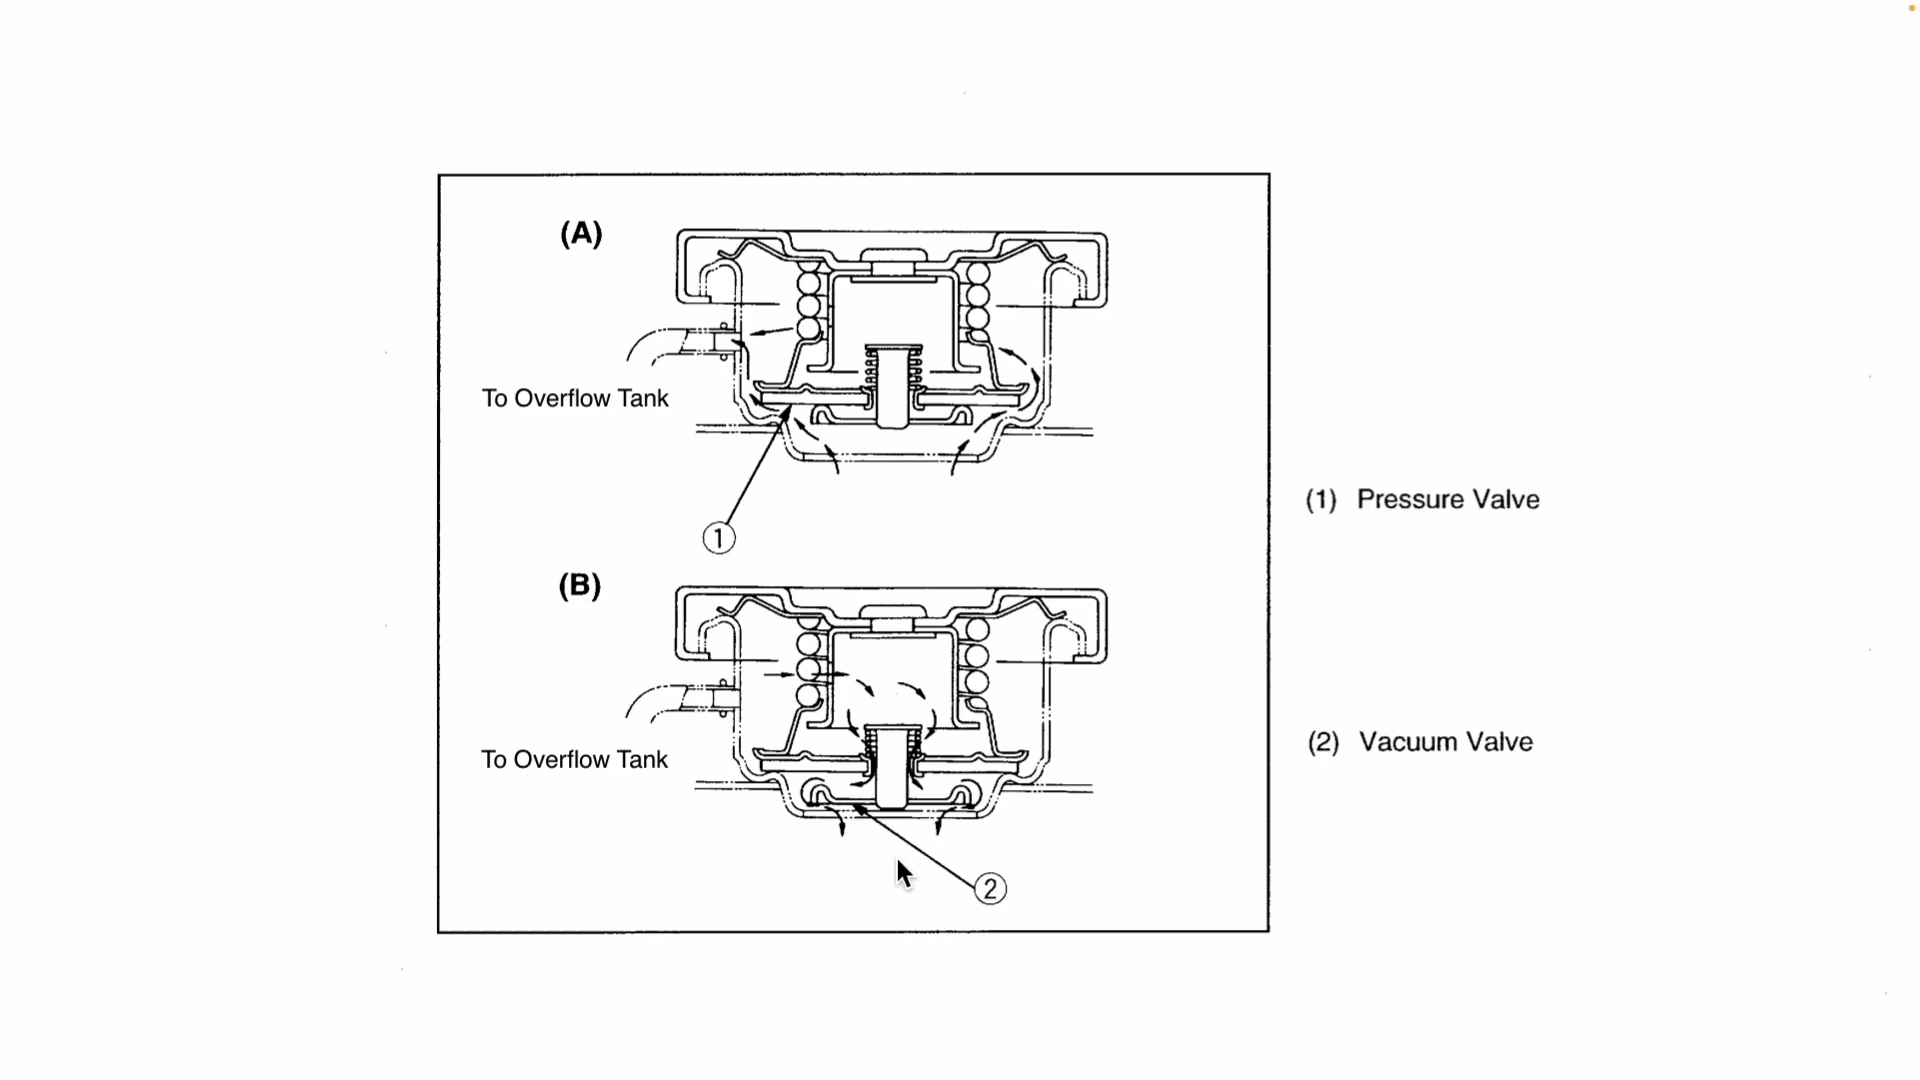 (A)
To Overflow Tank
1
(1) Pressure Valve
(B)
To Overflow Tank
(2) Vacuum Valve
2